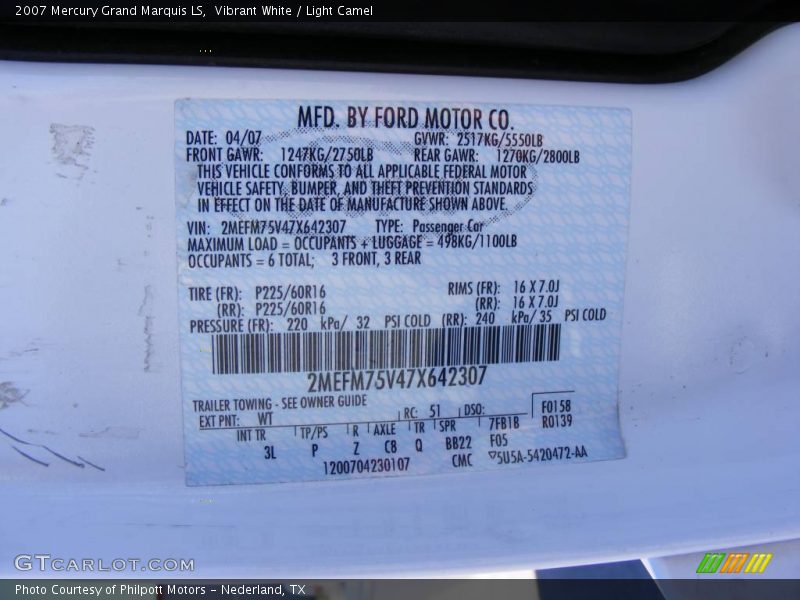 2007 Mercury Grand Marquis LS,  Vibrant White / Light Camel
MFD. BY FORD MOTOR CO.
DATE: 04/07 GVWR: 2517KG/5550LB
FRONT GAWR: 1247KG/2750LB REAR GAWR: 1270KG/2800LB
THIS VEHICLE CONFORMS TO ALL APPLICABLE FEDERAL MOTOR
VEHICLE SAFETY, BUMPER, AND THEFT PREVENTION STANDARDS
IN EFFECT ON THE DATE OF MANUFACTURE SHOWN ABOVE.
VIN: 2MEFM75V47X642307 TYPE: Passenger Car
MAXIMUM LOAD = OCCUPANTS + LUGGAGE = 498KG/1100LB
OCCUPANTS = 6 TOTAL; 3 FRONT, 3 REAR
TIRE (FR): P225/60R16 RIMS (FR): 16 X 7.0J
(RR): P225/60R16 (RR): 16 X 7.0J
PRESSURE (FR): 220 kPa/ 32 PSI COLD (RR): 240 kPa/ 35 PSI COLD
2MEFM75V47X642307
TRAILER TOWING - SEE OWNER GUIDE
EXT PNT: WT RC: 51 DSO: F0158
INT TR TP/PS R AXLE TR SPR 7FB1B R0139
3L P Z CB Q BB22 F05
1200704230107 CMC 5U5A-5420472-AA
GTCARLOT.COM
Photo Courtesy of Philpott Motors - Nederland, TX